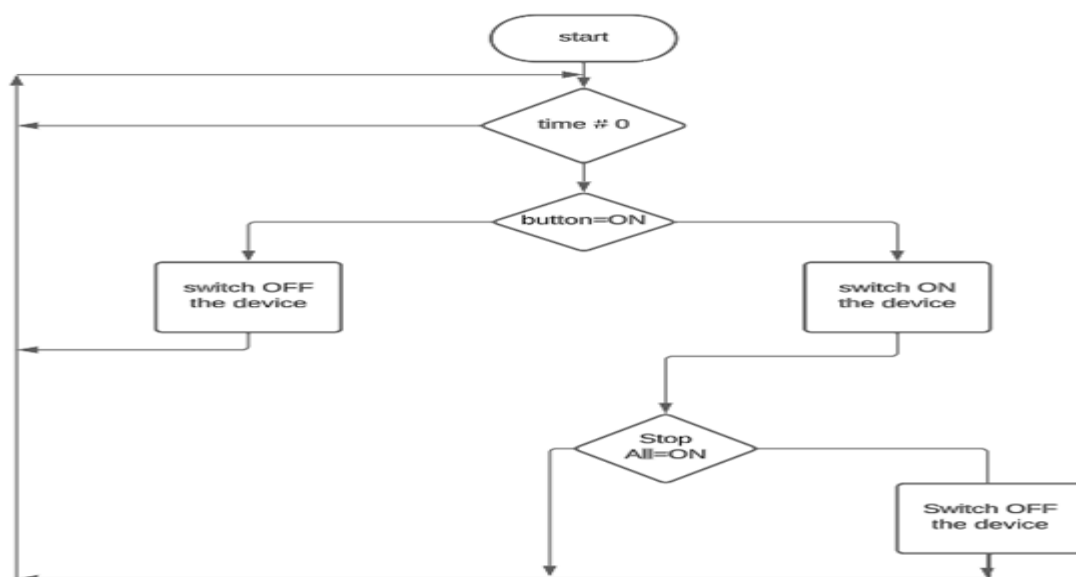 start
time # 0
button=ON
switch OFF
the device
switch ON
the device
Stop
All=ON
Switch OFF
the device